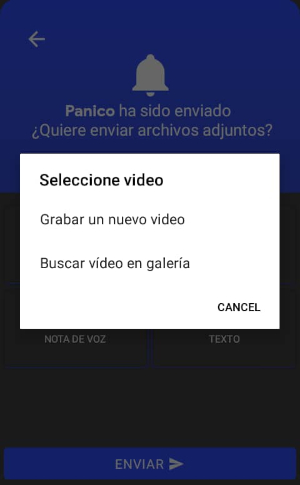 Panico ha sido enviado
¿Quiere enviar archivos adjuntos?
Seleccione video
Grabar un nuevo video
Buscar vídeo en galería
CANCEL
NOTA DE VOZ
TEXTO
ENVIAR